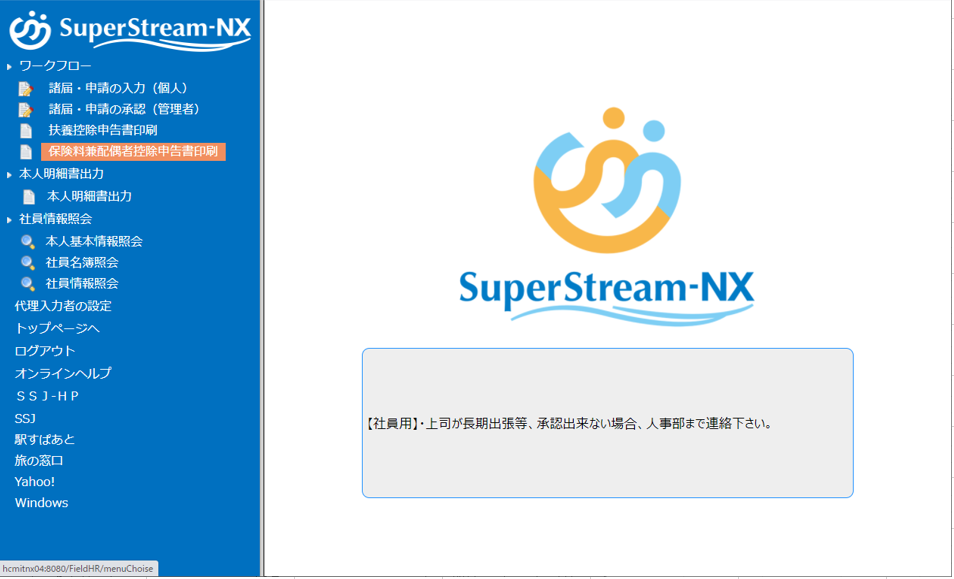 SuperStream-NX
ワークフロー
諸届・申請の入力（個人）
諸届・申請の承認（管理者）
扶養控除申告書印刷
保険料兼配偶者控除申告書印刷
本人明細書出力
本人明細書出力
社員情報照会
本人基本情報照会
社員名簿照会
社員情報照会
代理入力者の設定
トップページへ
ログアウト
オンラインヘルプ
ＳＳＪ-ＨＰ
SSJ
駅すぱあと
旅の窓口
Yahoo!
Windows
hcmitnx04:8080/FieldHR/menuChoise
SuperStream-NX
【社員用】・上司が長期出張等、承認出来ない場合、人事部まで連絡下さい。